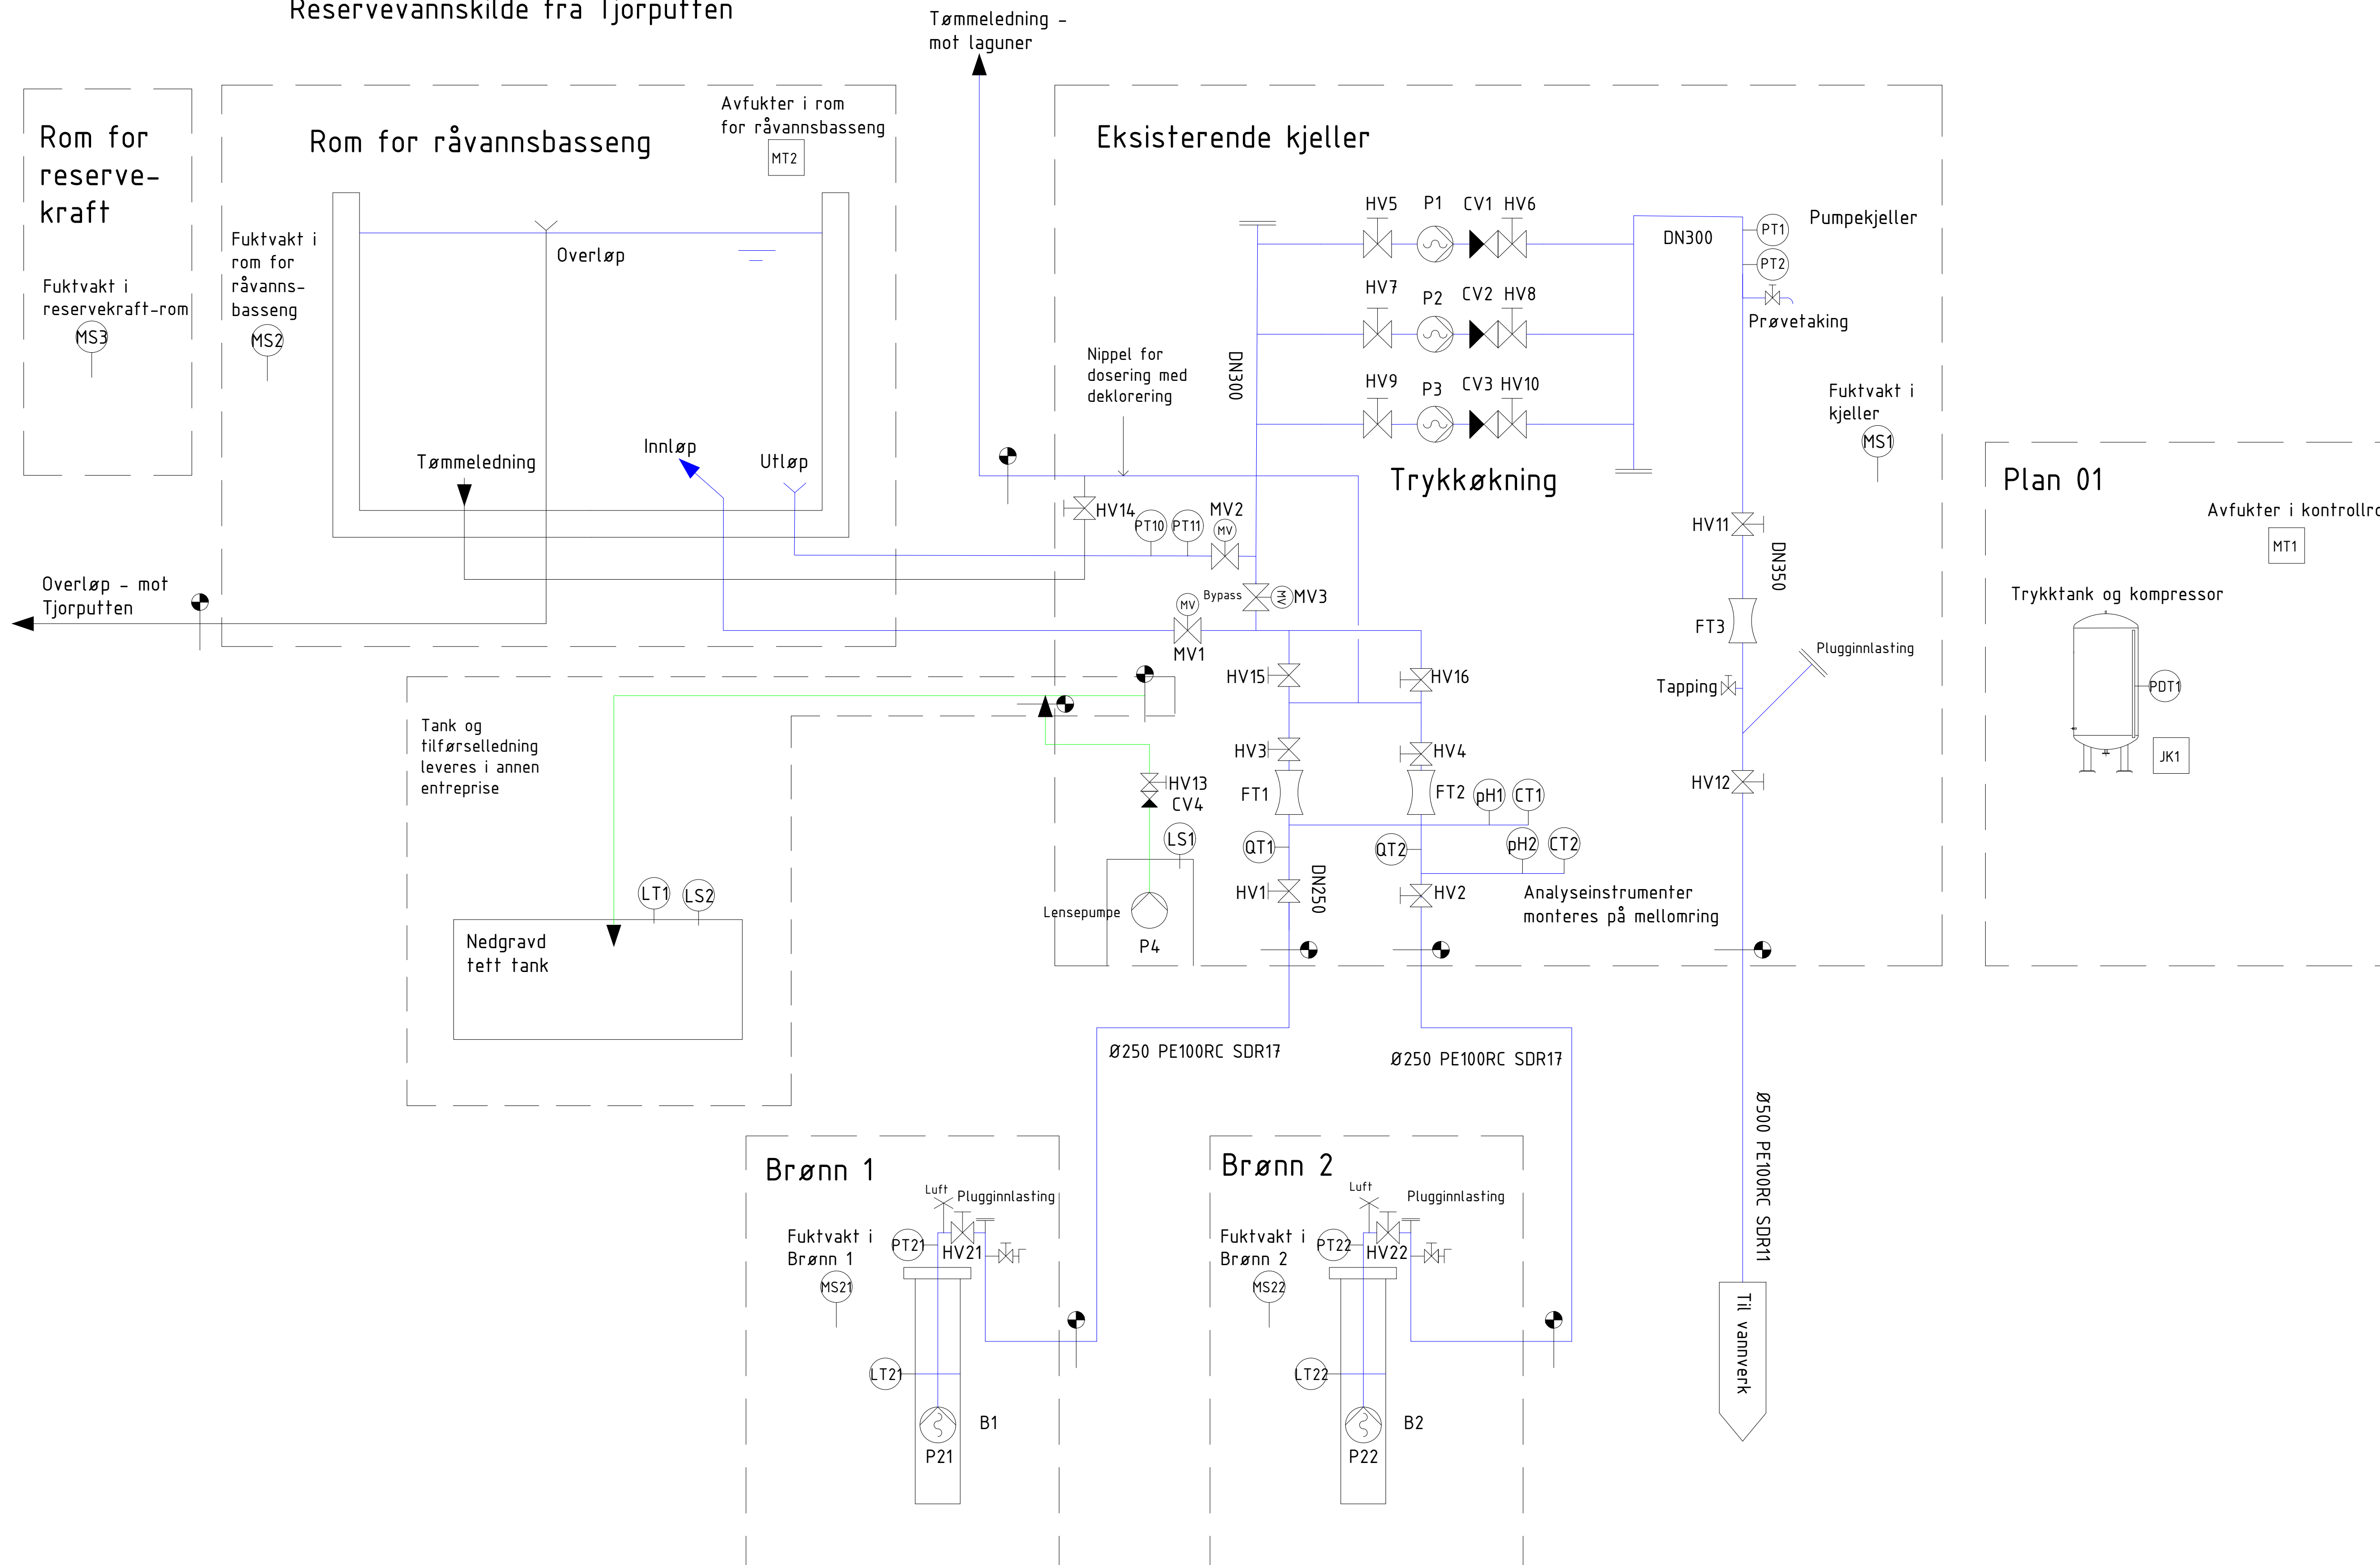 Reservevannskilde fra Tjorputten
Tømmeledning -
mot laguner
Rom for
reserve-
kraft
Fuktvakt i
reservekraft-rom
MS3
Rom for råvannsbasseng
Avfukter i rom
for råvannsbasseng
MT2
Fuktvakt i
rom for
råvanns-
basseng
MS2
Overløp
Tømmeledning
Innløp
Utløp
Overløp - mot
Tjorputten
Eksisterende kjeller
HV5
P1
CV1
HV6
HV7
P2
CV2
HV8
HV9
P3
CV3
HV10
DN300
DN300
PT1
PT2
Pumpekjeller
Prøvetaking
Nippel for
dosering med
deklorering
Fuktvakt i
kjeller
MS1
Trykkøkning
HV14
PT10
PT11
MV2
MV
Bypass
MV
MV3
MV
MV1
HV11
DN350
FT3
Plugginnlasting
Tapping
HV12
HV15
HV16
HV3
HV4
FT1
FT2
pH1
CT1
QT1
QT2
pH2
CT2
HV1
DN250
HV2
Analyseinstrumenter
monteres på mellomring
HV13
CV4
LS1
Lensepumpe
P4
Tank og
tilførselledning
leveres i annen
entreprise
LT1
LS2
Nedgravd
tett tank
Plan 01
Avfukter i kontrollro
MT1
Trykktank og kompressor
PDT1
JK1
Ø250 PE100RC SDR17
Ø250 PE100RC SDR17
Ø500 PE100RC SDR11
Til vannverk
Brønn 1
Luft
Plugginnlasting
Fuktvakt i
Brønn 1
MS21
PT21
HV21
LT21
B1
P21
Brønn 2
Luft
Plugginnlasting
Fuktvakt i
Brønn 2
MS22
PT22
HV22
LT22
B2
P22